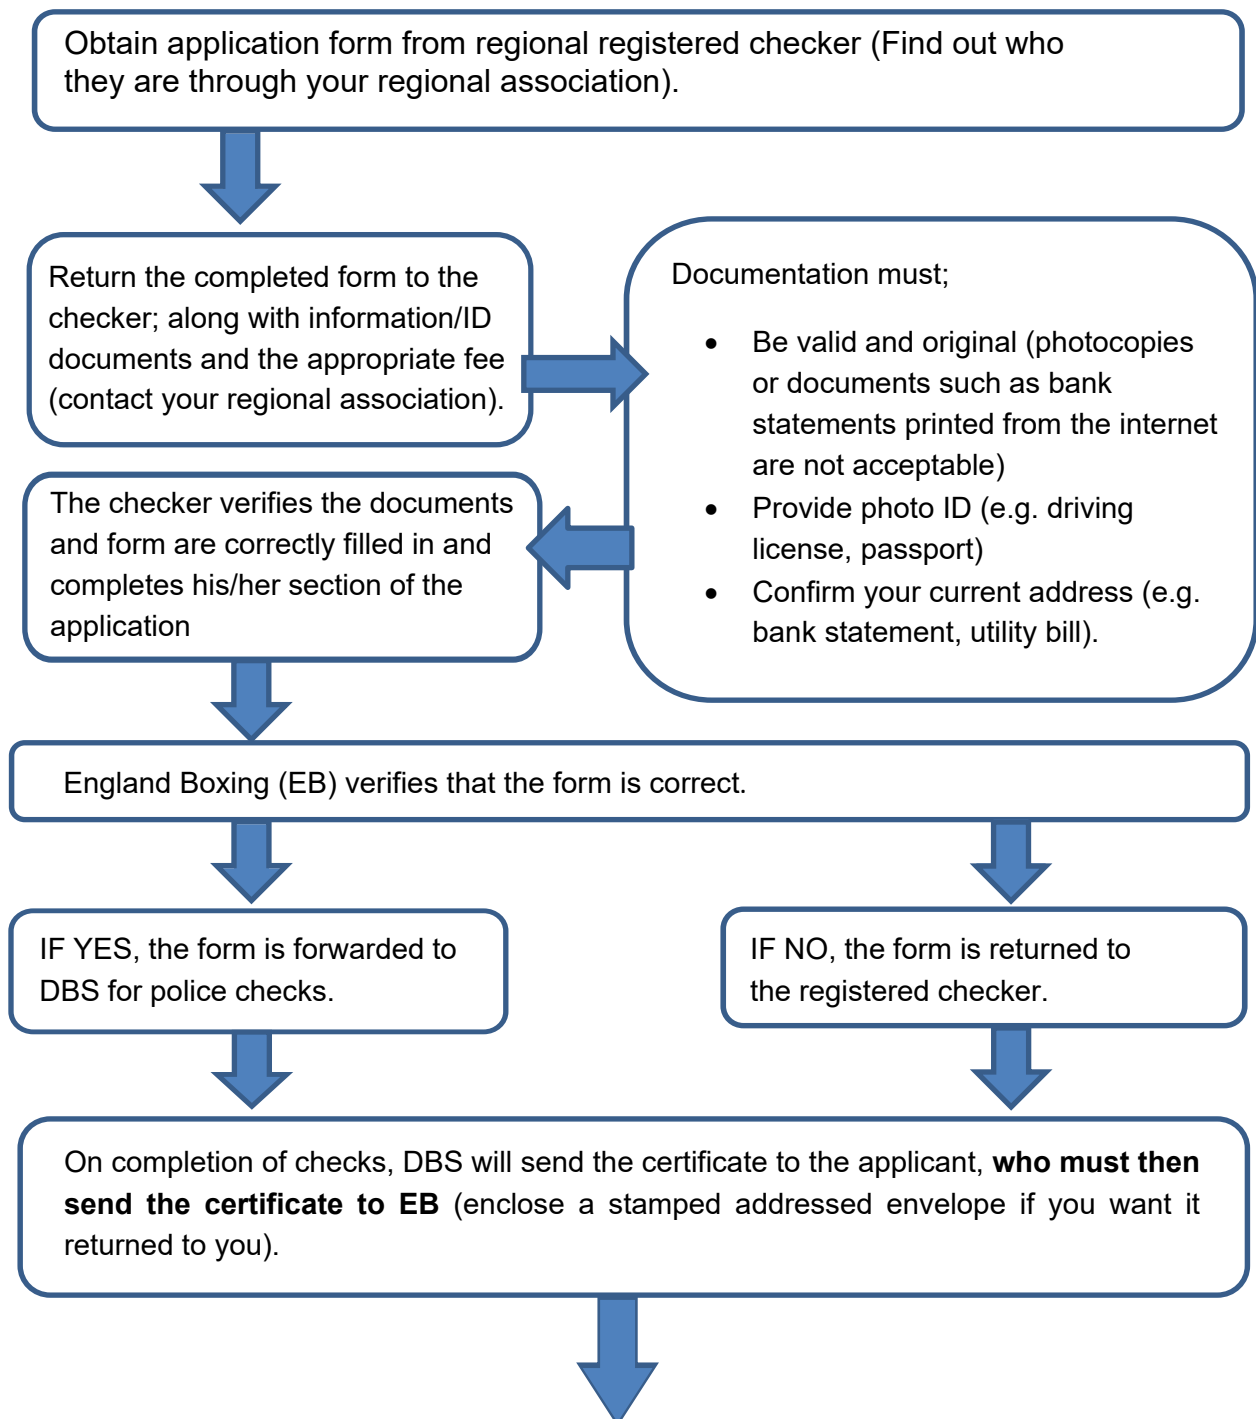 Obtain application form from regional registered checker (Find out who
they are through your regional association).
Return the completed form to the
checker; along with information/ID
documents and the appropriate fee
(contact your regional association).
Documentation must;
• Be valid and original (photocopies
or documents such as bank
statements printed from the internet
are not acceptable)
• Provide photo ID (e.g. driving
license, passport)
• Confirm your current address (e.g.
bank statement, utility bill).
The checker verifies the documents
and form are correctly filled in and
completes his/her section of the
application
England Boxing (EB) verifies that the form is correct.
IF YES, the form is forwarded to
DBS for police checks.
IF NO, the form is returned to
the registered checker.
On completion of checks, DBS will send the certificate to the applicant, who must then
send the certificate to EB (enclose a stamped addressed envelope if you want it
returned to you).